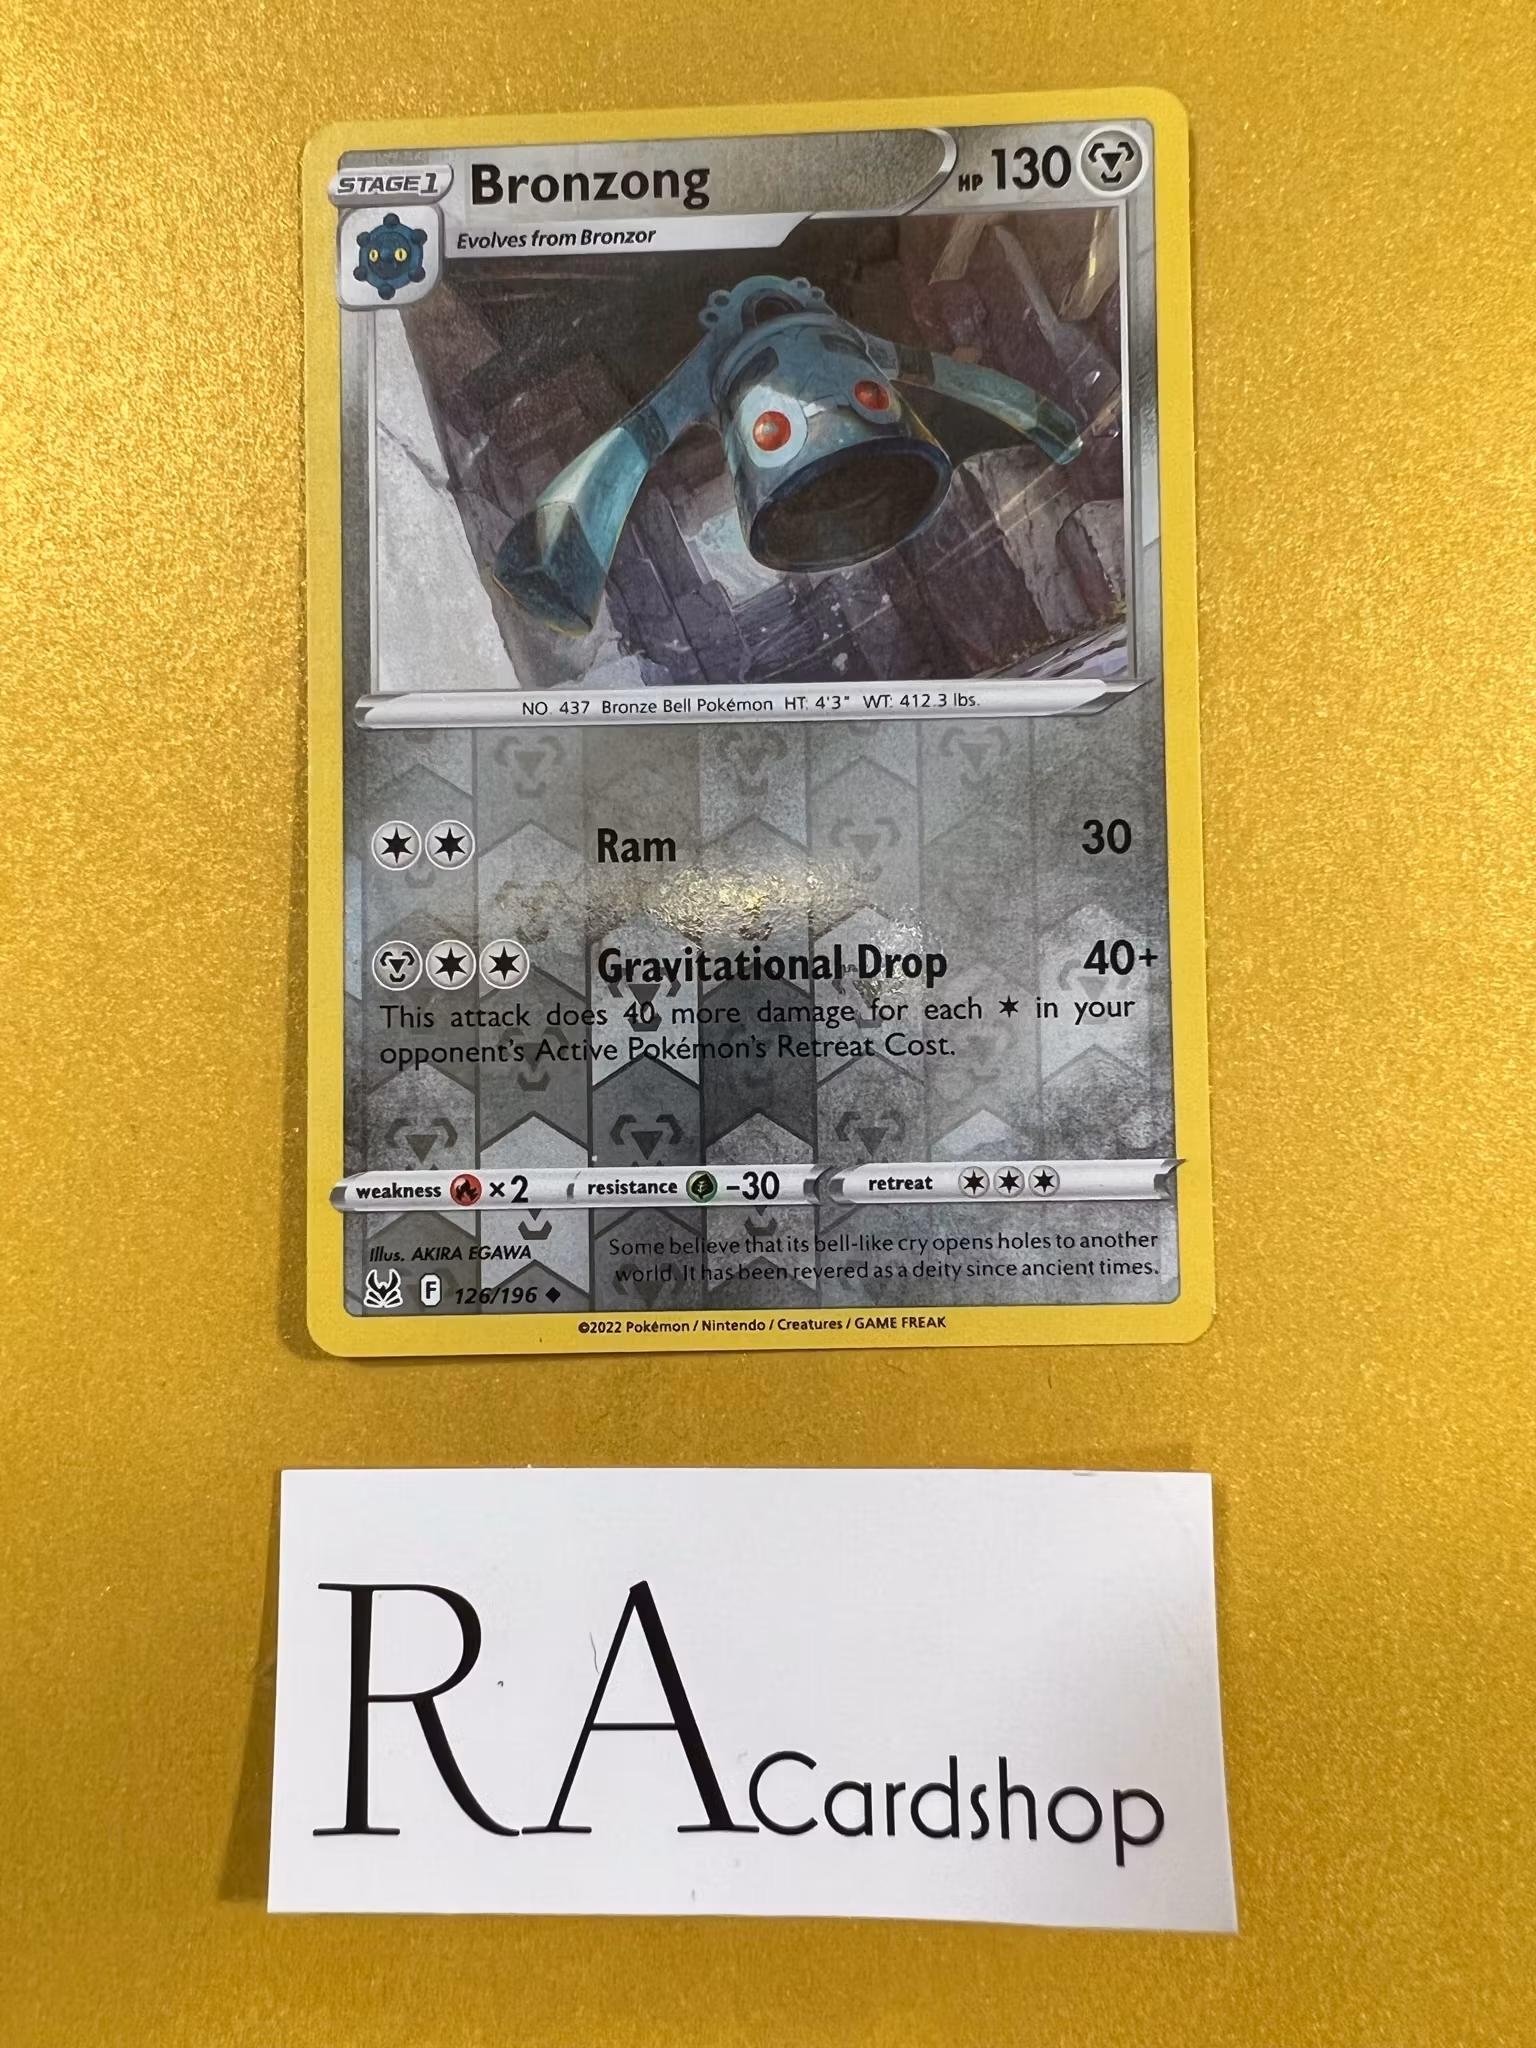 STAGE 1
Bronzong
HP 130
Evolves from Bronzor
NO. 437 Bronze Bell Pokémon HT: 4'3" WT: 412.3 lbs.
Ram 30
Gravitational Drop 40+
This attack does 40 more damage for each ✶ in your
opponent's Active Pokémon's Retreat Cost.
weakness ×2 resistance -30 retreat
Illus. AKIRA EGAWA
F 126/196 ◆
Some believe that its bell-like cry opens holes to another
world. It has been revered as a deity since ancient times.
©2022 Pokémon / Nintendo / Creatures / GAME FREAK
RA Cardshop